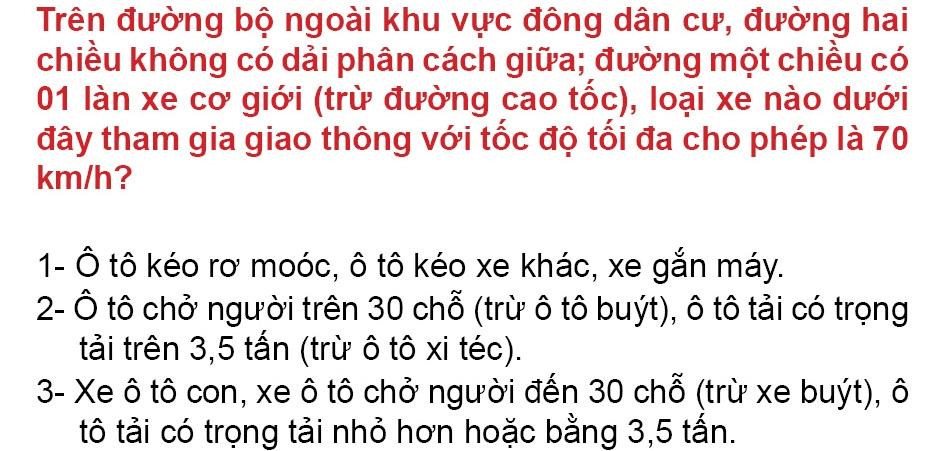 Trên đường bộ ngoài khu vực đông dân cư, đường hai
chiều không có dải phân cách giữa; đường một chiều có
01 làn xe cơ giới (trừ đường cao tốc), loại xe nào dưới
đây tham gia giao thông với tốc độ tối đa cho phép là 70
km/h?
1- Ô tô kéo rơ moóc, ô tô kéo xe khác, xe gắn máy.
2- Ô tô chở người trên 30 chỗ (trừ ô tô buýt), ô tô tải có trọng
tải trên 3,5 tấn (trừ ô tô xi téc).
3- Xe ô tô con, xe ô tô chở người đến 30 chỗ (trừ xe buýt), ô
tô tải có trọng tải nhỏ hơn hoặc bằng 3,5 tấn.